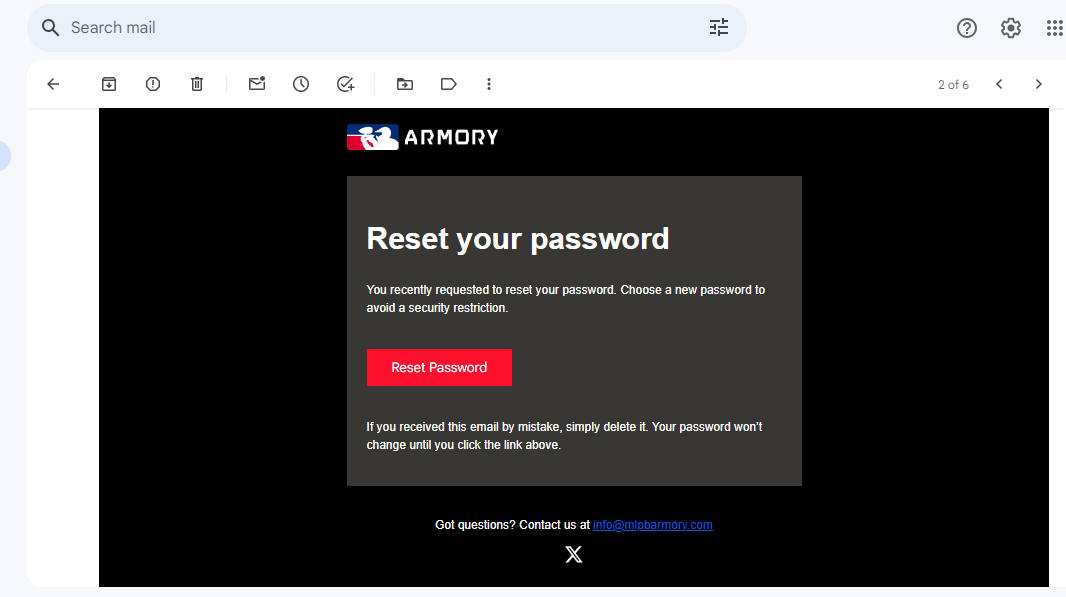 Search mail
2 of 6
ARMORY
Reset your password
You recently requested to reset your password. Choose a new password to
avoid a security restriction.
Reset Password
If you received this email by mistake, simply delete it. Your password won’t
change until you click the link above.
Got questions? Contact us at info@mlpbarmory.com